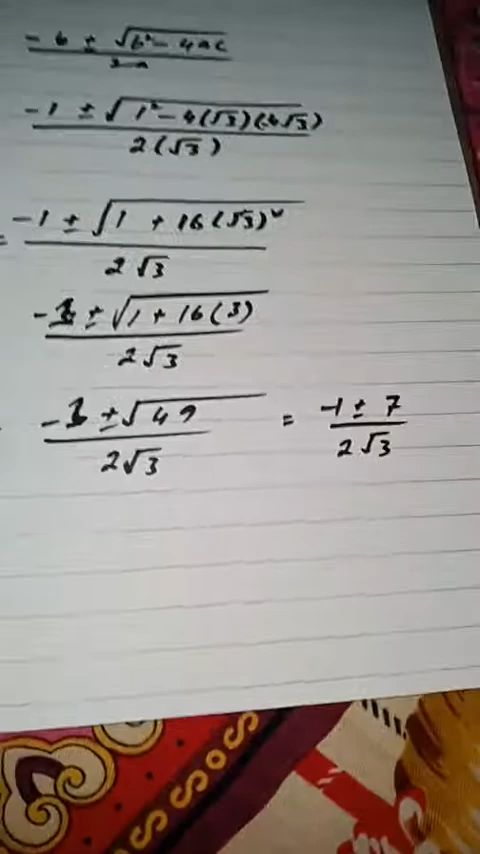 -b ± √b² - 4ac / 2a
-1 ± √1² - 4(√3)(4√3) / 2(√3)
= -1 ± √1 + 16(√3)² / 2√3
-1 ± √1 + 16(3) / 2√3
-1 ± √49 / 2√3 = -1 ± 7 / 2√3